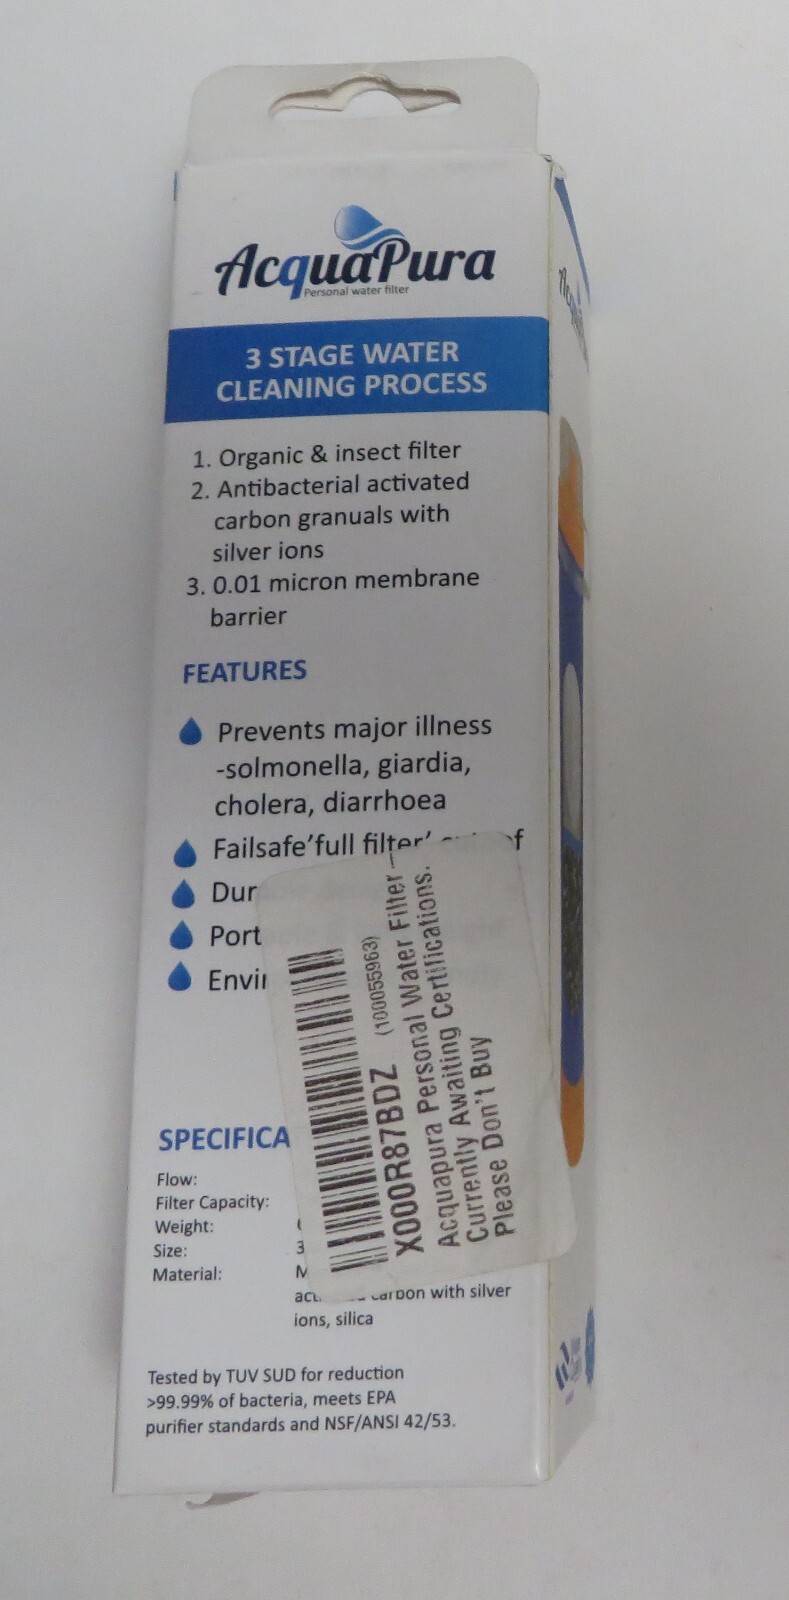 AcquaPura
Personal water filter
3 STAGE WATER
CLEANING PROCESS
1. Organic & insect filter
2. Antibacterial activated
carbon granuals with
silver ions
3. 0.01 micron membrane
barrier
FEATURES
Prevents major illness
-solmonella, giardia,
cholera, diarrhoea
Failsafe'full filter'
Dur
Port
Envir
X000R87BDZ (100055963)
Acquapura Personal Water Filter -
Currently Awaiting Certifications.
Please Don't Buy
SPECIFICA
Flow:
Filter Capacity:
Weight:
Size: 3
Material: M
carbon with silver
ions, silica
Tested by TUV SUD for reduction
>99.99% of bacteria, meets EPA
purifier standards and NSF/ANSI 42/53.